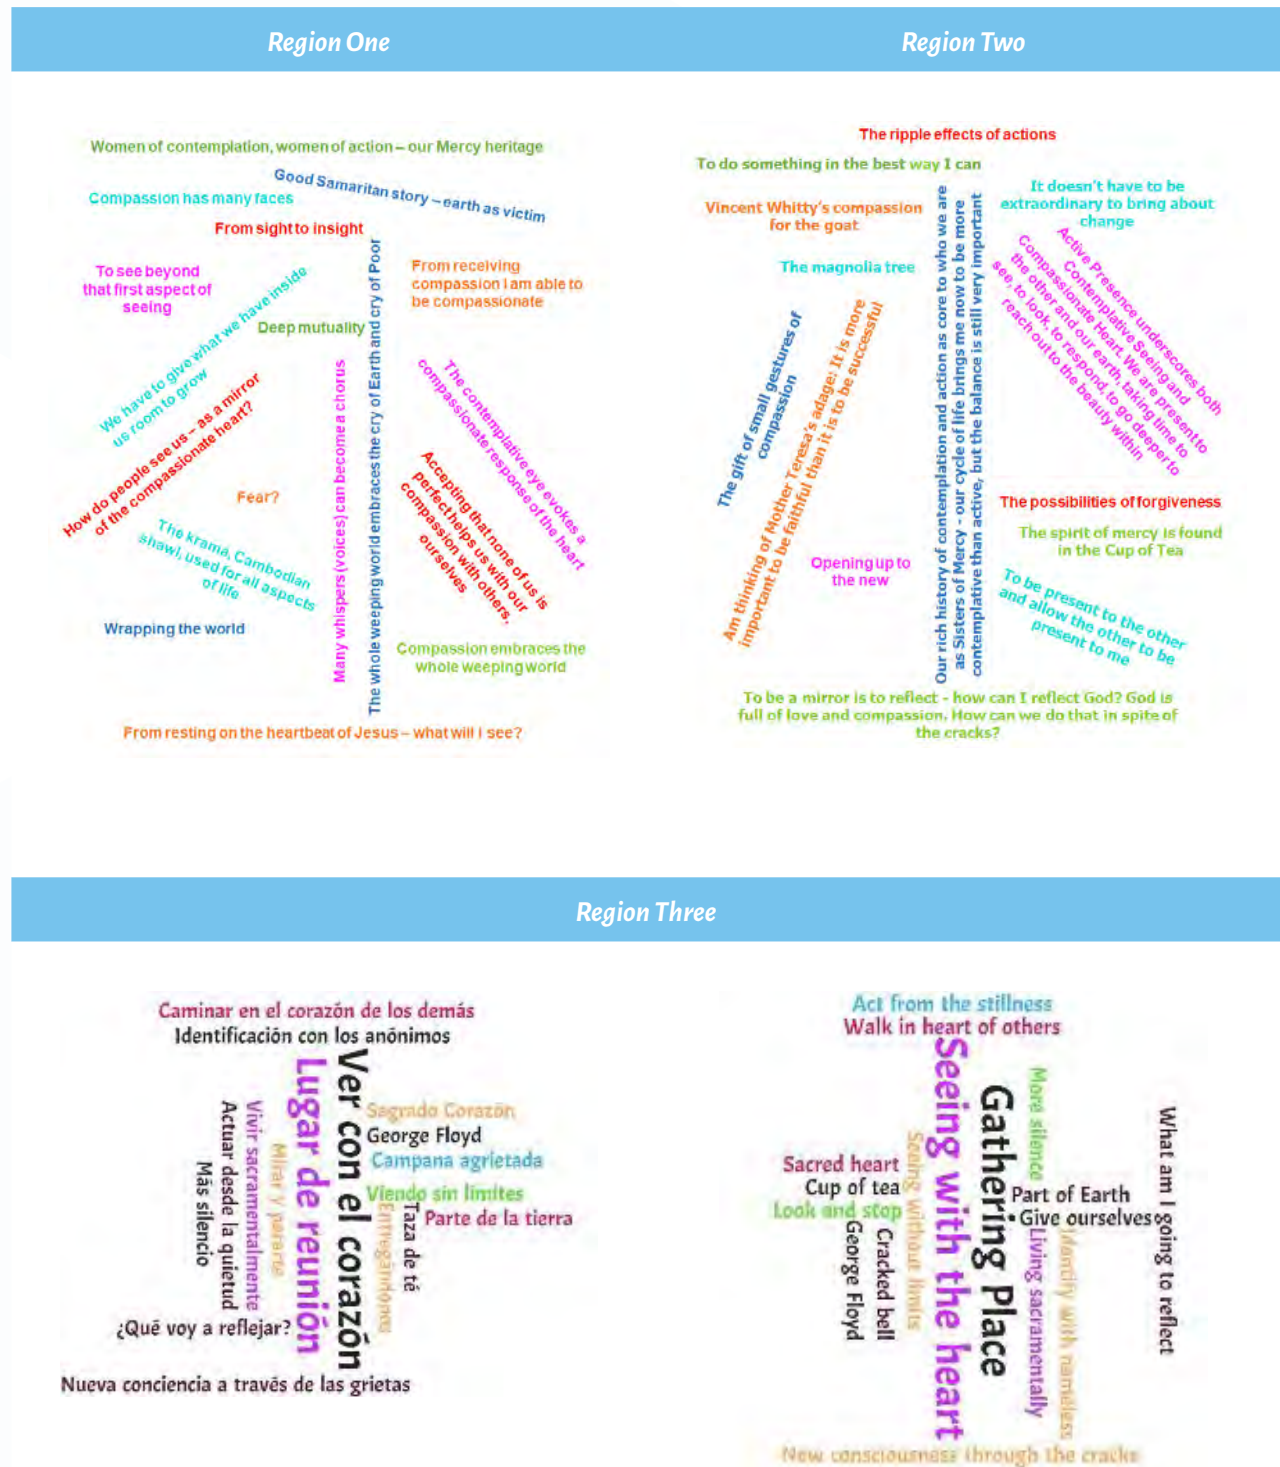 Region One
Women of contemplation, women of action – our Mercy heritage
Good Samaritan story – earth as victim
Compassion has many faces
From sight to insight
To see beyond
that first aspect of
seeing
From receiving
compassion I am able to
be compassionate
We have to give what we have inside
us room to grow
Deep mutuality
How do people see us – as a mirror
of the compassionate heart?
Fear?
The krama, Cambodian
shawl, used for all aspects
of life
Wrapping the world
Many whispers (voices) can become a chorus
The whole weeping world embraces the cry of Earth and cry of Poor
The contemplative eye evokes a
compassionate response of the heart
Accepting that none of us is
perfect helps us with our
compassion with others,
ourselves
Compassion embraces the
whole weeping world
From resting on the heartbeat of Jesus – what will I see?
Region Two
The ripple effects of actions
To do something in the best way I can
Vincent Whitty's compassion
for the goat
It doesn't have to be
extraordinary to bring about
change
The magnolia tree
The gift of small gestures of
compassion
Am thinking of Mother Teresa's adage: It is more
important to be faithful than it is to be successful
Opening up to
the new
Our rich history of contemplation and action as core to who we are
as Sisters of Mercy - our cycle of life brings me now to be more
contemplative than active, but the balance is still very important
Active Presence underscores both
Contemplative Seeing and
Compassionate Heart. We are present to
the other and our earth, taking time to
see, to look, to respond, to go deeper to
reach out to the beauty within
The possibilities of forgiveness
The spirit of mercy is found
in the Cup of Tea
To be present to the other
and allow the other to be
present to me
To be a mirror is to reflect - how can I reflect God? God is
full of love and compassion. How can we do that in spite of
the cracks?
Region Three
Caminar en el corazón de los demás
Identificación con los anónimos
Ver con el corazón
Lugar de reunión
Sagrado Corazón
George Floyd
Campana agrietada
Viendo sin limites
Parte de la tierra
Taza de té
Entregándonos
Mirar y pararse
Vivir sacramentalmente
Actuar desde la quietud
Más silencio
¿Qué voy a reflejar?
Nueva conciencia a través de las grietas
Act from the stillness
Walk in heart of others
Seeing with the heart
Gathering Place
More silence
What am I going to reflect
Seeing without limits
Sacred heart
Cup of tea
Look and stop
George Floyd
Cracked bell
Part of Earth
Give ourselves
Living sacramentally
Identify with nameless
New consciousness through the cracks